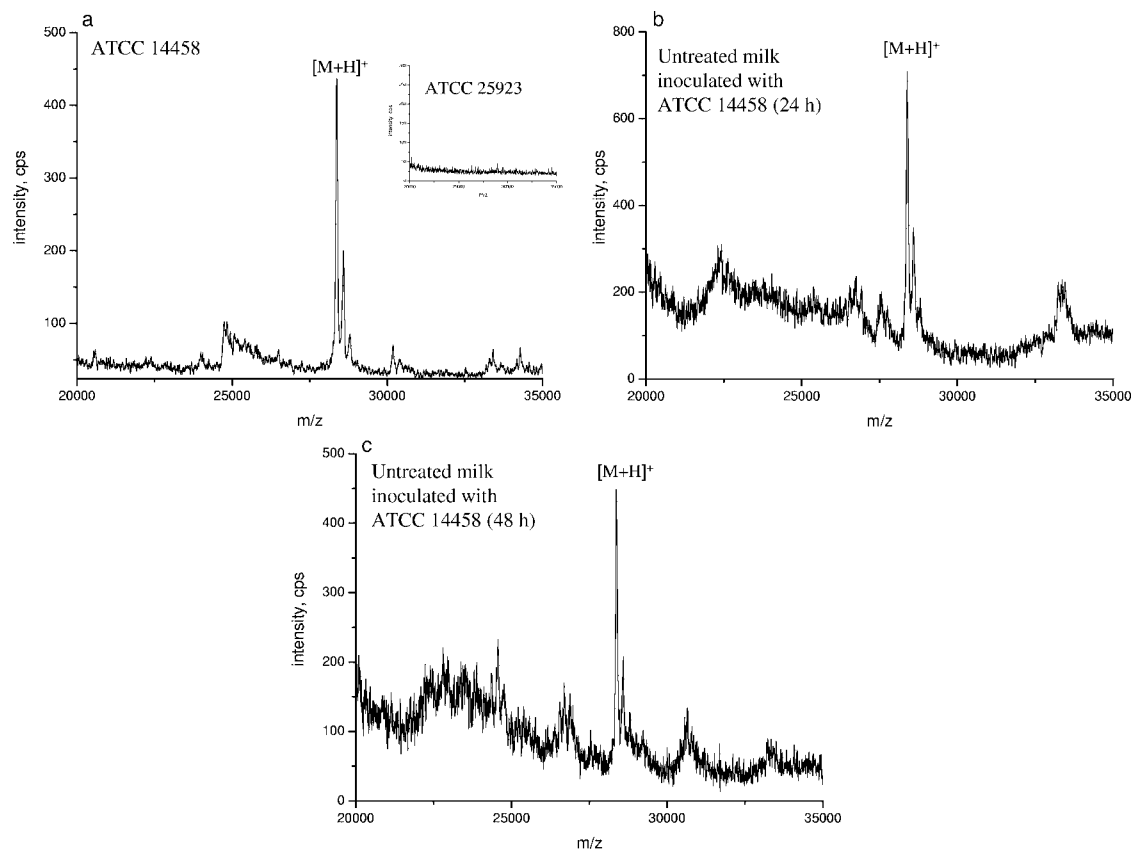 a
ATCC 14458
[M+H]+
ATCC 25923
intensity, cps
500
400
300
200
100
20000 25000 30000 35000
m/z
b
Untreated milk
inoculated with
ATCC 14458 (24 h)
[M+H]+
intensity, cps
800
600
400
200
0
20000 25000 30000 35000
m/z
c
Untreated milk
inoculated with
ATCC 14458 (48 h)
[M+H]+
intensity, cps
500
400
300
200
100
0
20000 25000 30000 35000
m/z